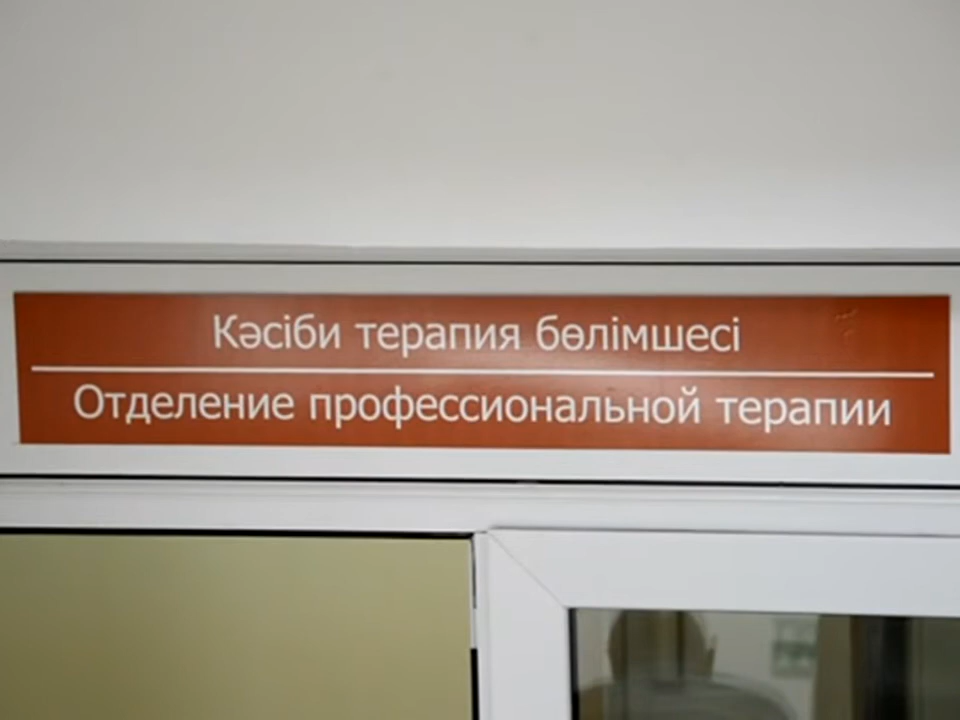 Кәсіби терапия бөлімшесі
Отделение профессиональной терапии